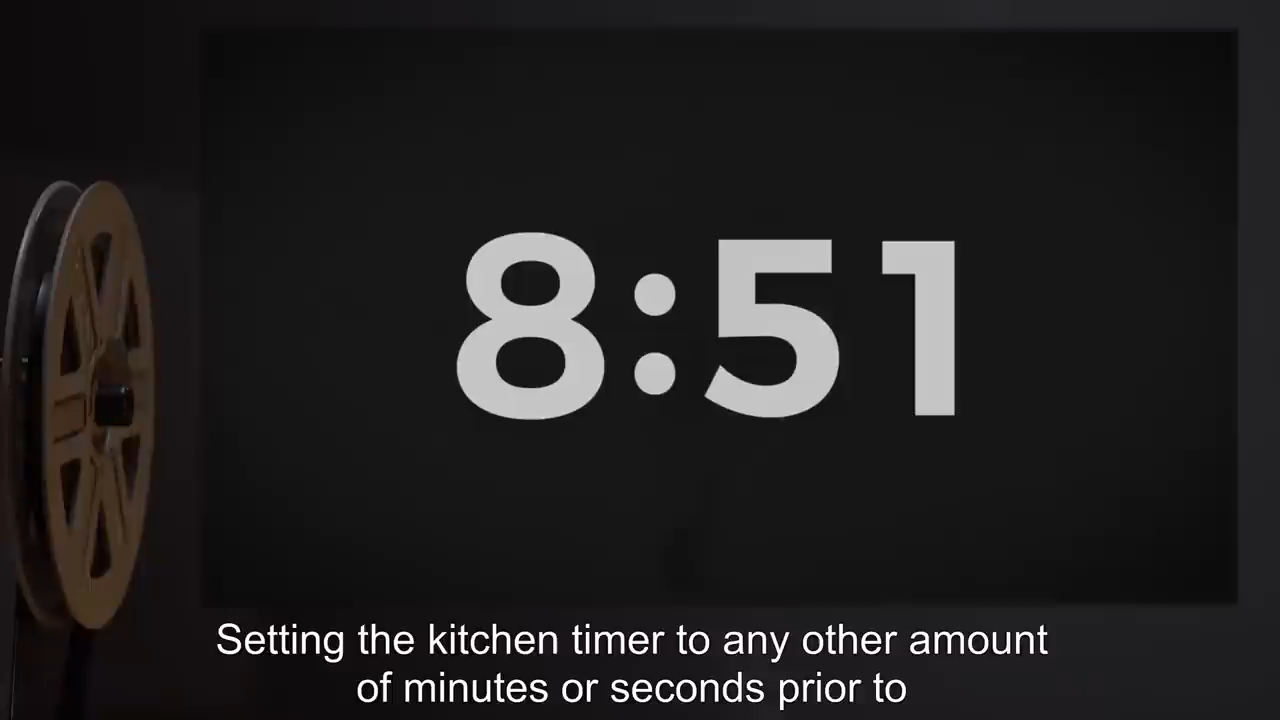 8:51
Setting the kitchen timer to any other amount
of minutes or seconds prior to